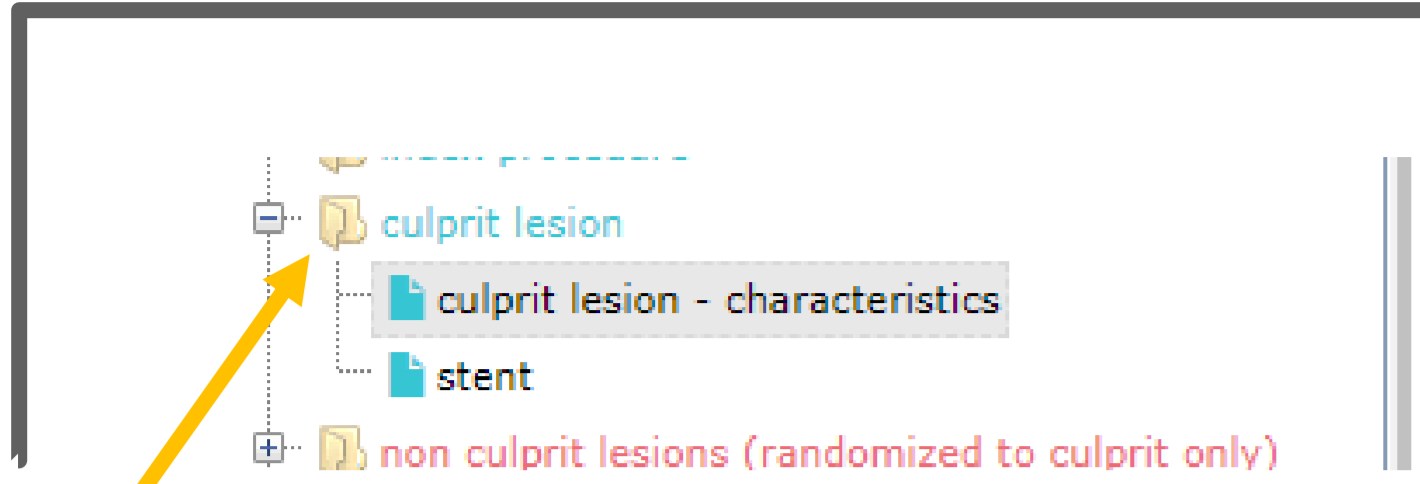 culprit lesion
culprit lesion - characteristics
stent
non culprit lesions (randomized to culprit only)